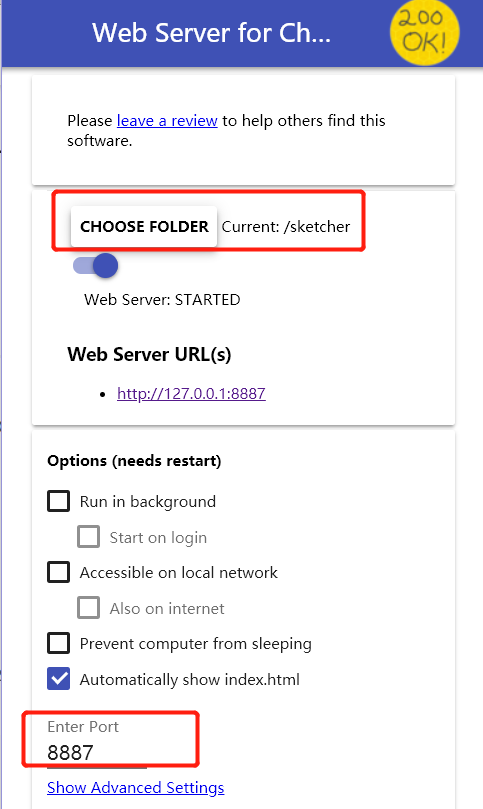 Web Server for Ch...
200
OK!
Please leave a review to help others find this
software.
CHOOSE FOLDER Current: /sketcher
Web Server: STARTED
Web Server URL(s)
http://127.0.0.1:8887
Options (needs restart)
Run in background
Start on login
Accessible on local network
Also on internet
Prevent computer from sleeping
Automatically show index.html
Enter Port
8887
Show Advanced Settings